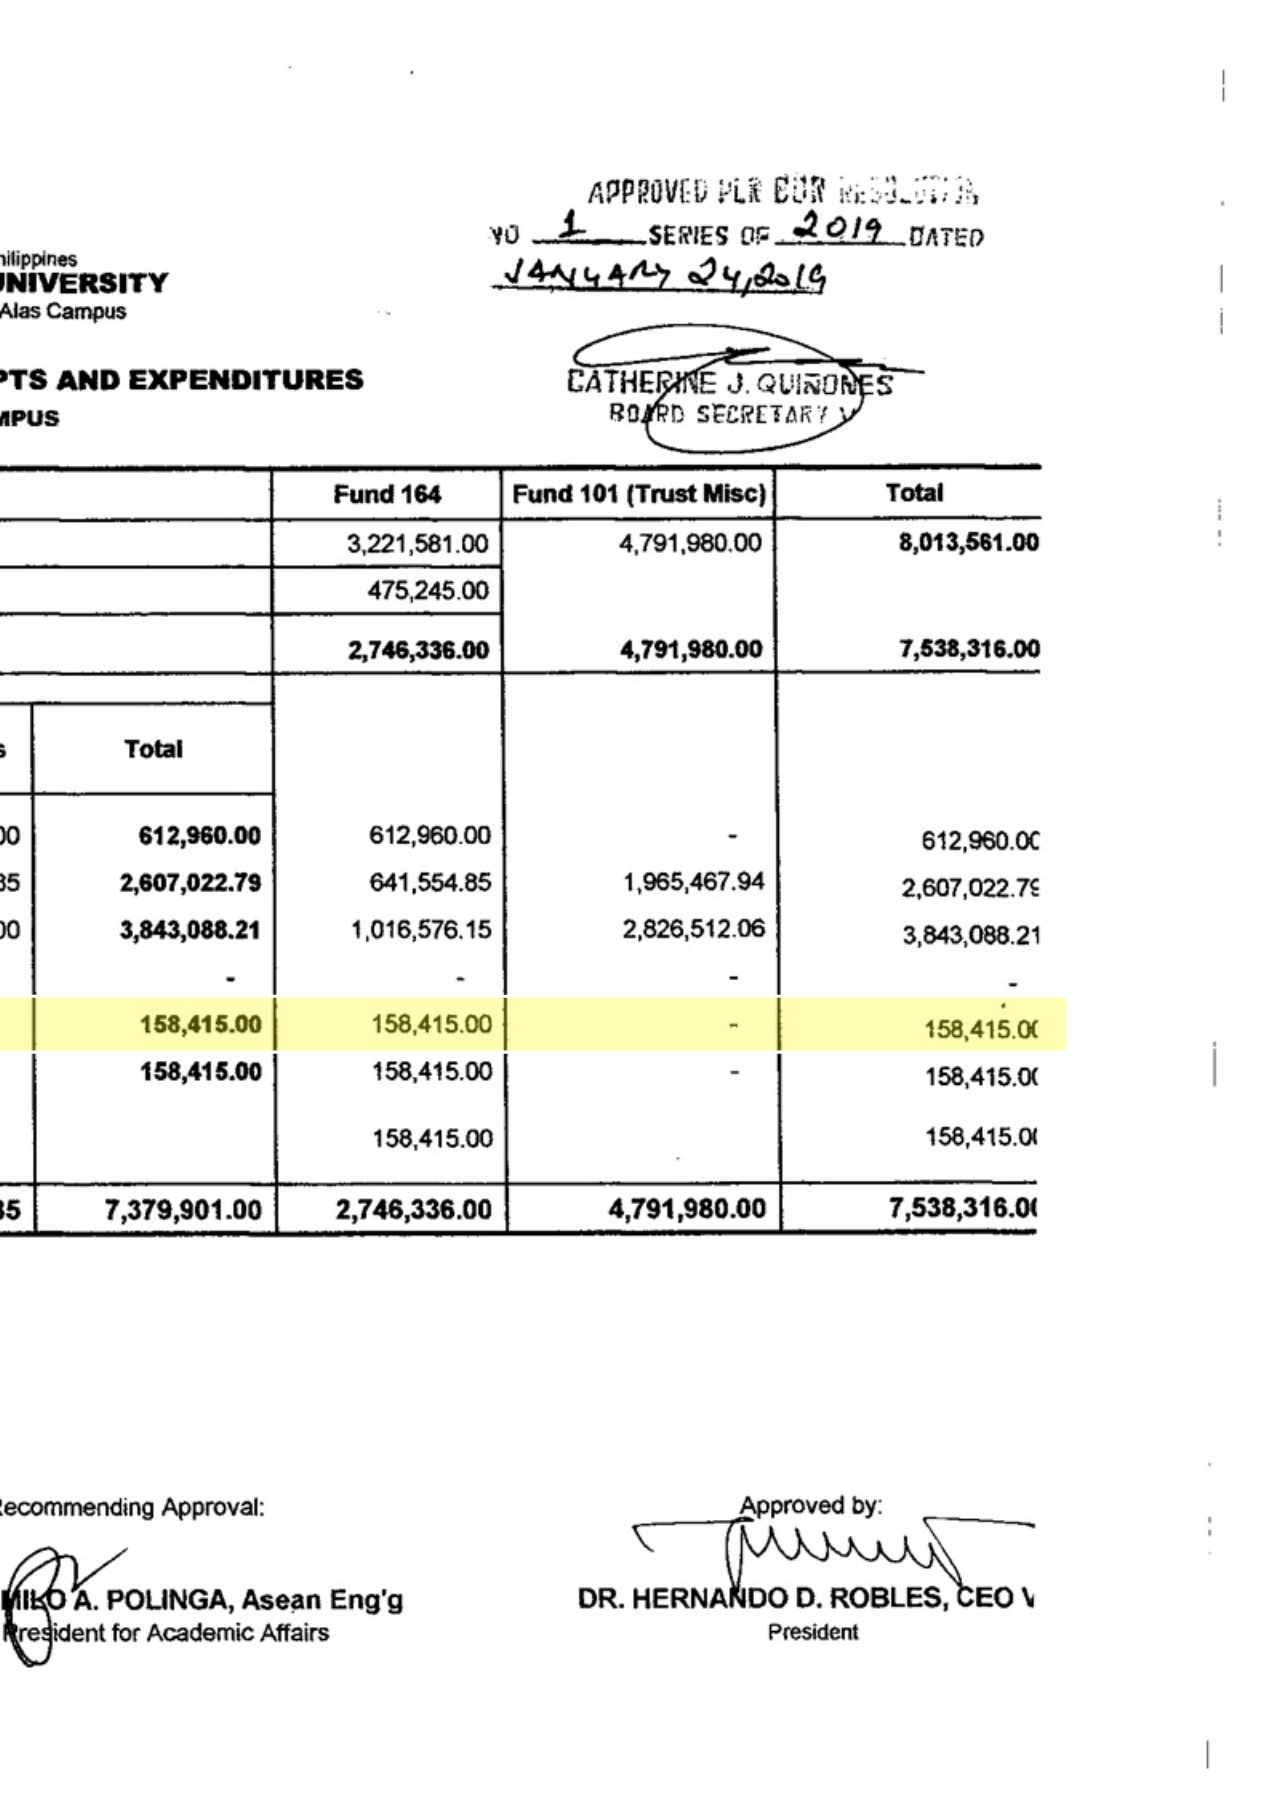 APPROVED PER BOR RESOLUTION
NO 1 SERIES OF 2019 DATED
JANUARY 24, 2019
hilippines
UNIVERSITY
Alas Campus
CATHERINE J. QUIÑONES
BOARD SECRETARY V
PTS AND EXPENDITURES
MPUS
Fund 164 Fund 101 (Trust Misc) Total
3,221,581.00 4,791,980.00 8,013,561.00
475,245.00
2,746,336.00 4,791,980.00 7,538,316.00
s Total
00 612,960.00 612,960.00 - 612,960.00
35 2,607,022.79 641,554.85 1,965,467.94 2,607,022.79
00 3,843,088.21 1,016,576.15 2,826,512.06 3,843,088.21
- - - -
158,415.00 158,415.00 - 158,415.00
158,415.00 158,415.00 - 158,415.00
158,415.00 158,415.00
35 7,379,901.00 2,746,336.00 4,791,980.00 7,538,316.00
Recommending Approval: Approved by:
MILO A. POLINGA, Asean Eng'g DR. HERNANDO D. ROBLES, CEO V
President for Academic Affairs President